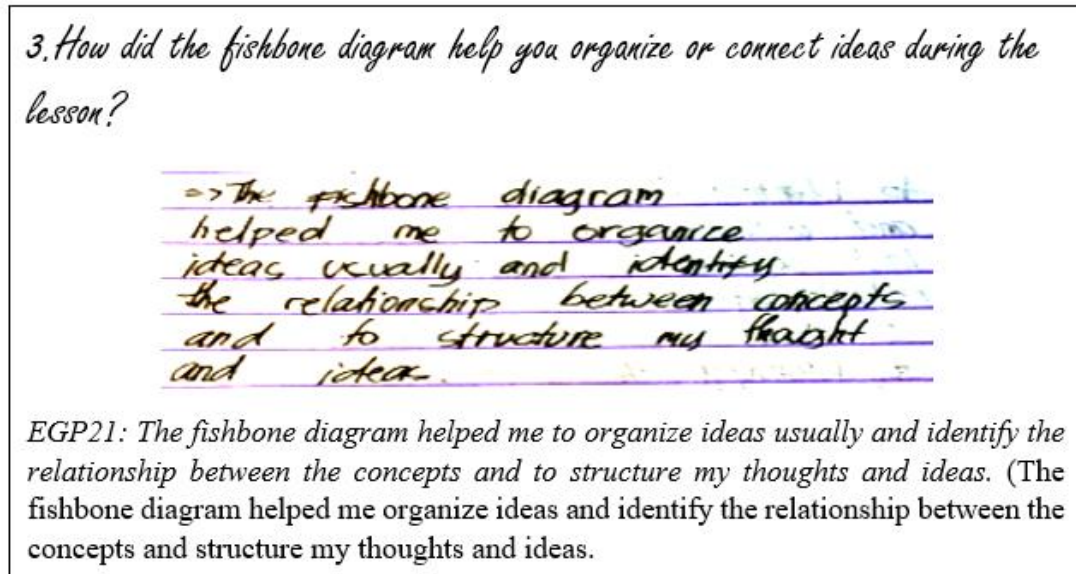 3. How did the fishbone diagram help you organize or connect ideas during the
lesson?
=> The fishbone diagram
helped me to organice
ideas ucually and identify
the relationship between concepts
and to structure my thought
and ideas.
EGP21: The fishbone diagram helped me to organize ideas usually and identify the
relationship between the concepts and to structure my thoughts and ideas. (The
fishbone diagram helped me organize ideas and identify the relationship between the
concepts and structure my thoughts and ideas.